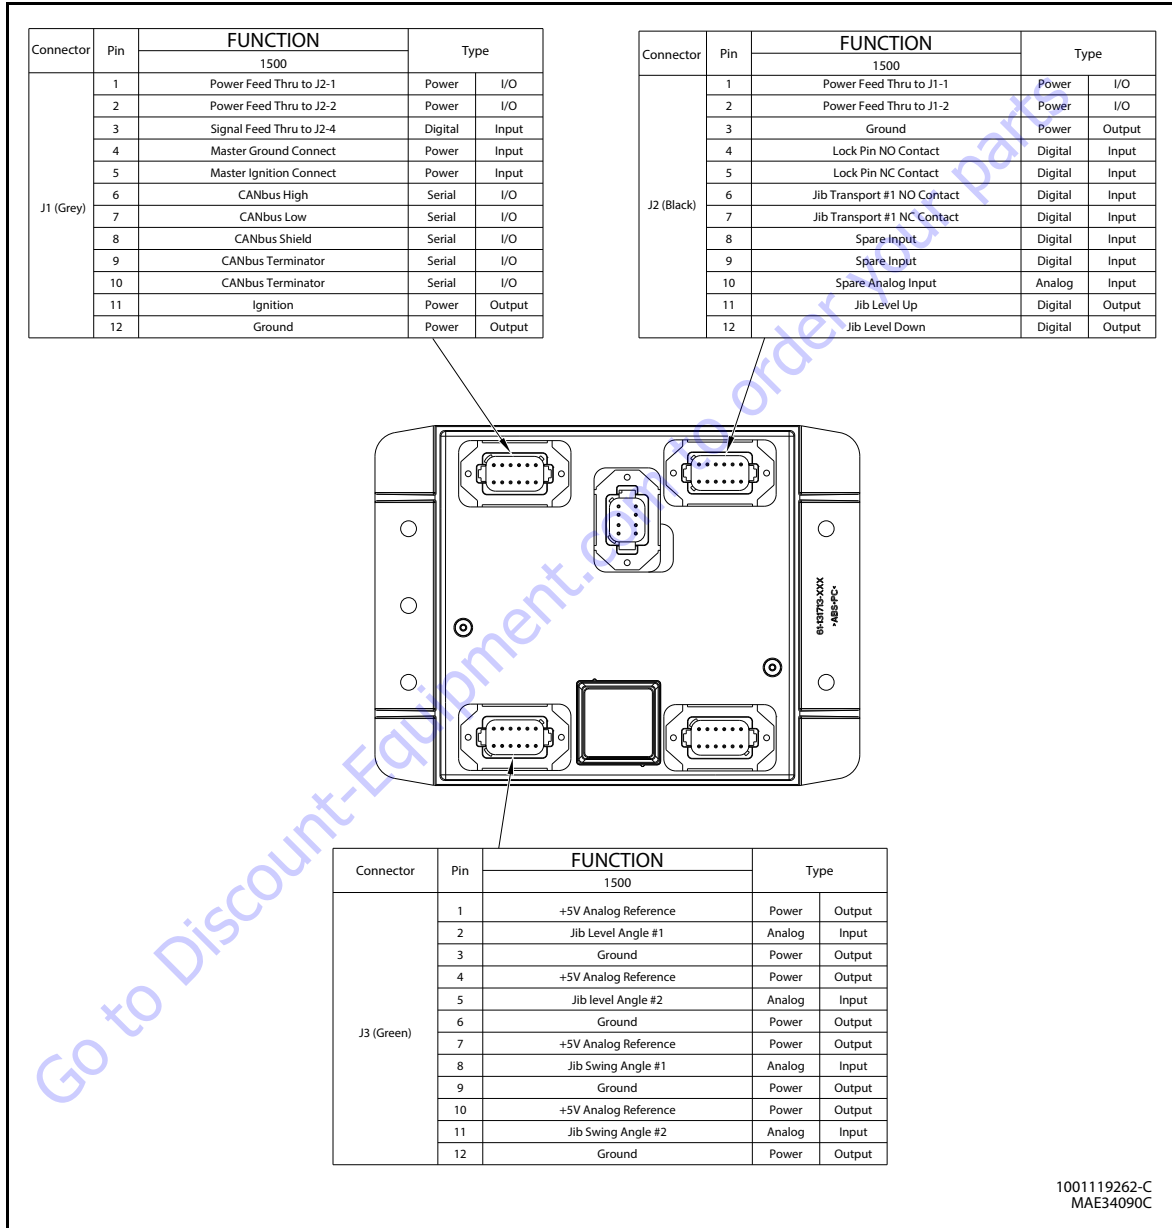 Connector Pin FUNCTION Type
1500
J1 (Grey)
1 Power Feed Thru to J2-1 Power I/O
2 Power Feed Thru to J2-2 Power I/O
3 Signal Feed Thru to J2-4 Digital Input
4 Master Ground Connect Power Input
5 Master Ignition Connect Power Input
6 CANbus High Serial I/O
7 CANbus Low Serial I/O
8 CANbus Shield Serial I/O
9 CANbus Terminator Serial I/O
10 CANbus Terminator Serial I/O
11 Ignition Power Output
12 Ground Power Output
Connector Pin FUNCTION Type
1500
J2 (Black)
1 Power Feed Thru to J1-1 Power I/O
2 Power Feed Thru to J1-2 Power I/O
3 Ground Power Output
4 Lock Pin NO Contact Digital Input
5 Lock Pin NC Contact Digital Input
6 Jib Transport #1 NO Contact Digital Input
7 Jib Transport #1 NC Contact Digital Input
8 Spare Input Digital Input
9 Spare Input Digital Input
10 Spare Analog Input Analog Input
11 Jib Level Up Digital Output
12 Jib Level Down Digital Output
61-131713-XXX
>ABS+PC<
Connector Pin FUNCTION Type
1500
J3 (Green)
1 +5V Analog Reference Power Output
2 Jib Level Angle #1 Analog Input
3 Ground Power Output
4 +5V Analog Reference Power Output
5 Jib level Angle #2 Analog Input
6 Ground Power Output
7 +5V Analog Reference Power Output
8 Jib Swing Angle #1 Analog Input
9 Ground Power Output
10 +5V Analog Reference Power Output
11 Jib Swing Angle #2 Analog Input
12 Ground Power Output
1001119262-C
MAE34090C
Go to Discount-Equipment.com to order your parts